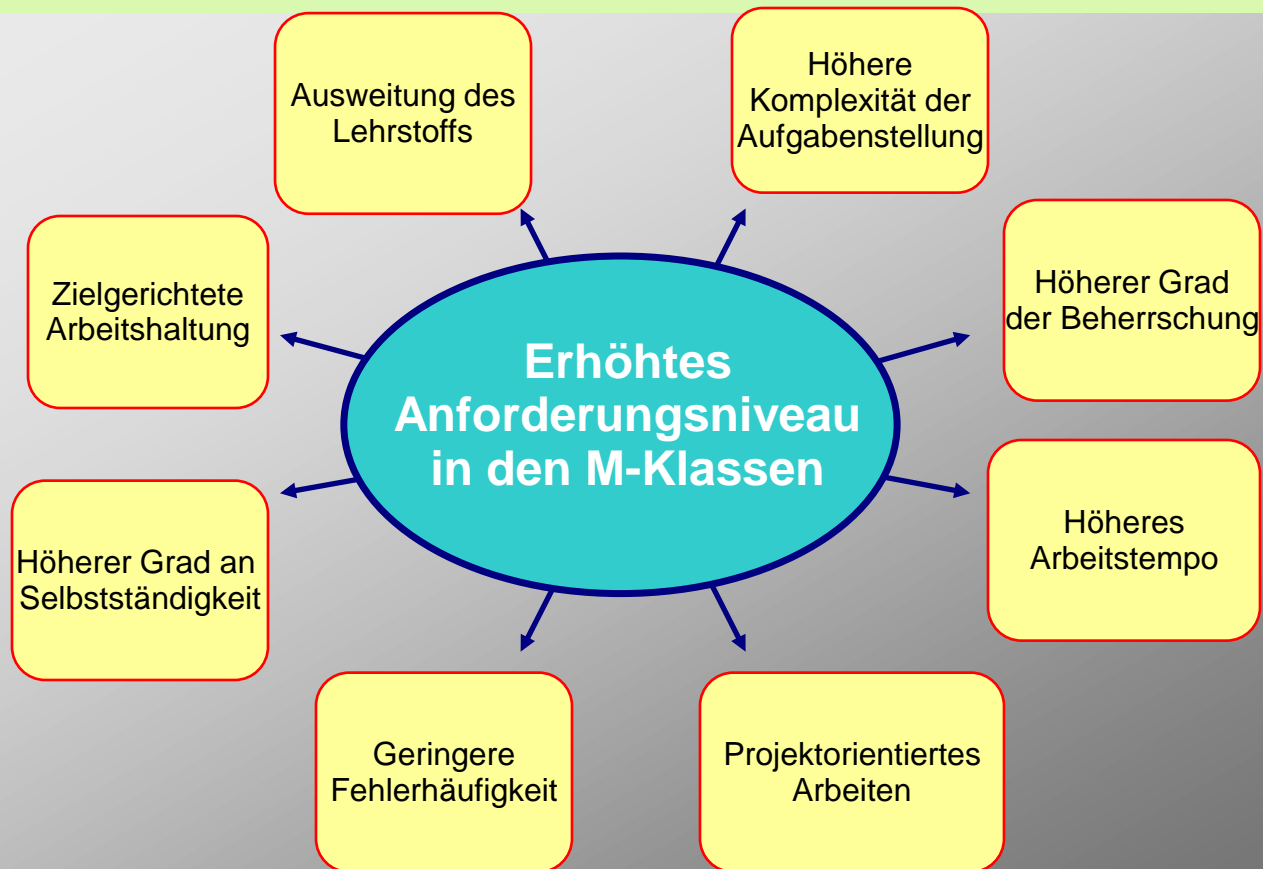 Ausweitung des
Lehrstoffs
Höhere
Komplexität der
Aufgabenstellung
Zielgerichtete
Arbeitshaltung
Höherer Grad
der Beherrschung
Erhöhtes
Anforderungsniveau
in den M-Klassen
Höherer Grad an
Selbstständigkeit
Höheres
Arbeitstempo
Geringere
Fehlerhäufigkeit
Projektorientiertes
Arbeiten